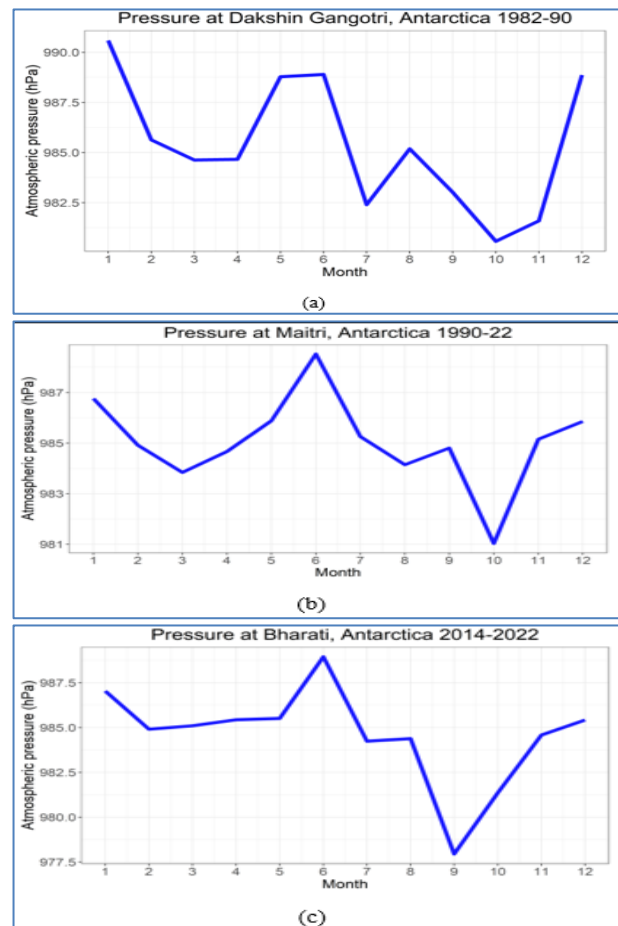 Pressure at Dakshin Gangotri, Antarctica 1982-90
Atmospheric pressure (hPa)
990.0
987.5
985.0
982.5
1 2 3 4 5 6 7 8 9 10 11 12
Month
(a)
Pressure at Maitri, Antarctica 1990-22
Atmospheric pressure (hPa)
987
985
983
981
1 2 3 4 5 6 7 8 9 10 11 12
Month
(b)
Pressure at Bharati, Antarctica 2014-2022
Atmospheric pressure (hPa)
987.5
985.0
982.5
980.0
977.5
1 2 3 4 5 6 7 8 9 10 11 12
Month
(c)